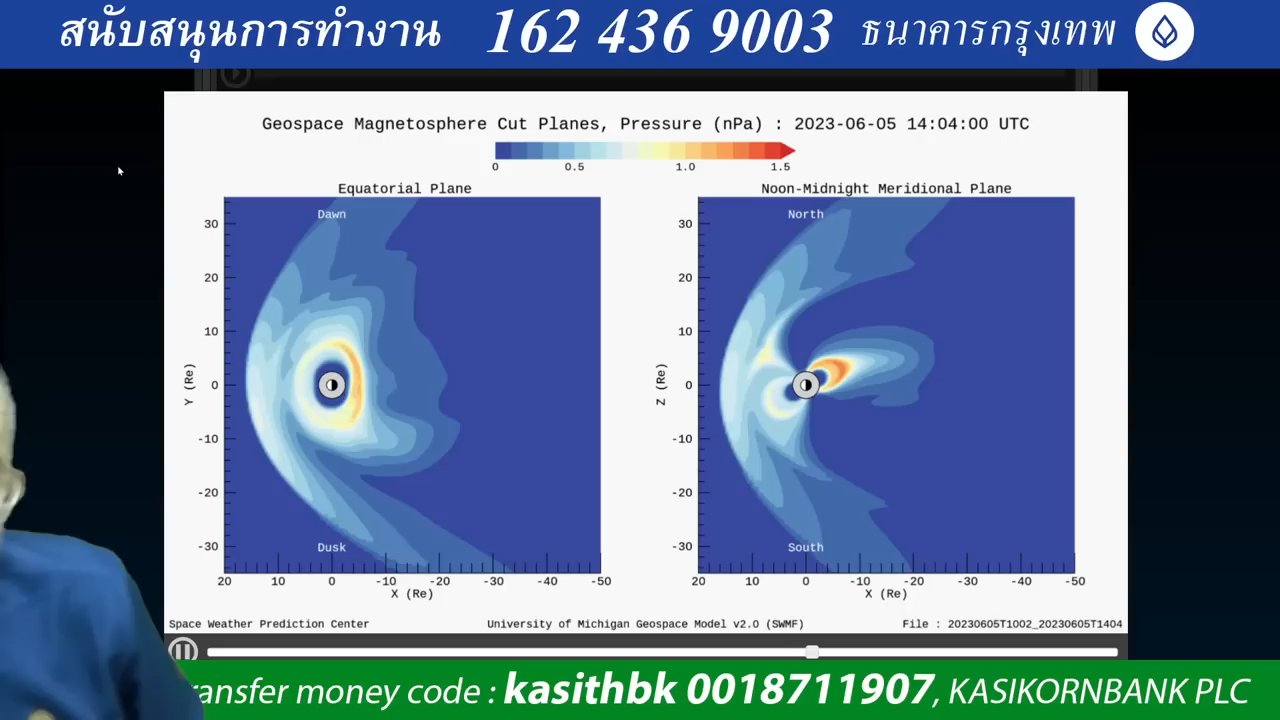 สนับสนุนการทำงาน 162 436 9003 ธนาคารกรุงเทพ
Geospace Magnetosphere Cut Planes, Pressure (nPa) : 2023-06-05 14:04:00 UTC
0 0.5 1.0 1.5
Equatorial Plane
Dawn
30
20
10
0
-10
-20
-30
Y (Re)
Dusk
20 10 0 -10 -20 -30 -40 -50
X (Re)
Noon-Midnight Meridional Plane
North
30
20
10
0
-10
-20
-30
Z (Re)
South
20 10 0 -10 -20 -30 -40 -50
X (Re)
Space Weather Prediction Center University of Michigan Geospace Model v2.0 (SWMF) File : 20230605T1002_20230605T1404
ransfer money code : kasithbk 0018711907, KASIKORNBANK PLC